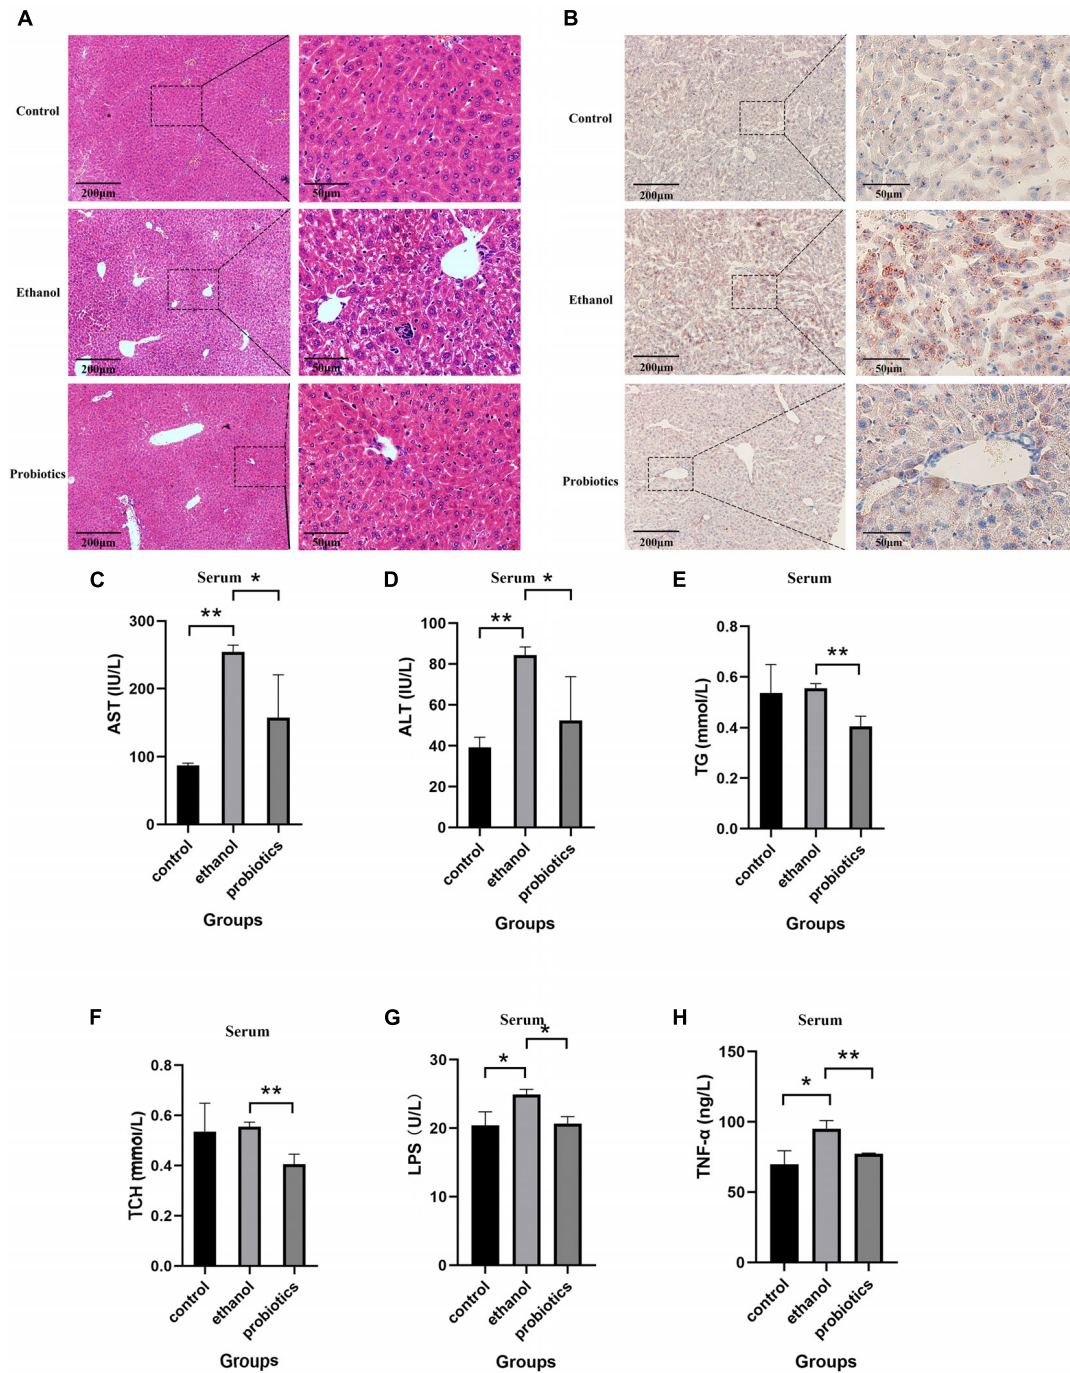 A
B
Control
200μm
50μm
Control
200μm
50μm
Ethanol
200μm
50μm
Ethanol
200μm
50μm
Probiotics
200μm
50μm
Probiotics
200μm
50μm
C
Serum
*
**
AST (IU/L)
300
200
100
0
control
ethanol
probiotics
Groups
D
Serum
*
**
ALT (IU/L)
100
80
60
40
20
0
control
ethanol
probiotics
Groups
E
Serum
**
TG (mmol/L)
0.8
0.6
0.4
0.2
0.0
control
ethanol
probiotics
Groups
F
Serum
**
TCH (mmol/L)
0.8
0.6
0.4
0.2
0.0
control
ethanol
probiotics
Groups
G
Serum
*
*
LPS（U/L）
30
20
10
0
control
ethanol
probiotics
Groups
H
Serum
**
*
TNF-α (ng/L)
150
100
50
0
control
ethanol
probiotics
Groups